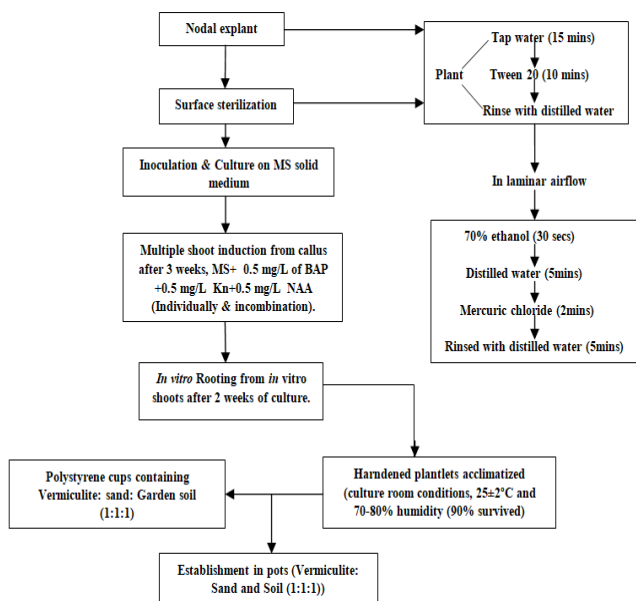 Nodal explant
Surface sterilization
Inoculation & Culture on MS solid
medium
Multiple shoot induction from callus
after 3 weeks, MS+ 0.5 mg/L of BAP
+0.5 mg/L Kn+0.5 mg/L NAA
(Individually & incombination).
In vitro Rooting from in vitro
shoots after 2 weeks of culture.
Tap water (15 mins)
Plant
Tween 20 (10 mins)
Rinse with distilled water
In laminar airflow
70% ethanol (30 secs)
Distilled water (5mins)
Mercuric chloride (2mins)
Rinsed with distilled water (5mins)
Harndened plantlets acclimatized
(culture room conditions, 25±2°C and
70-80% humidity (90% survived)
Polystyrene cups containing
Vermiculite: sand: Garden soil
(1:1:1)
Establishment in pots (Vermiculite:
Sand and Soil (1:1:1))